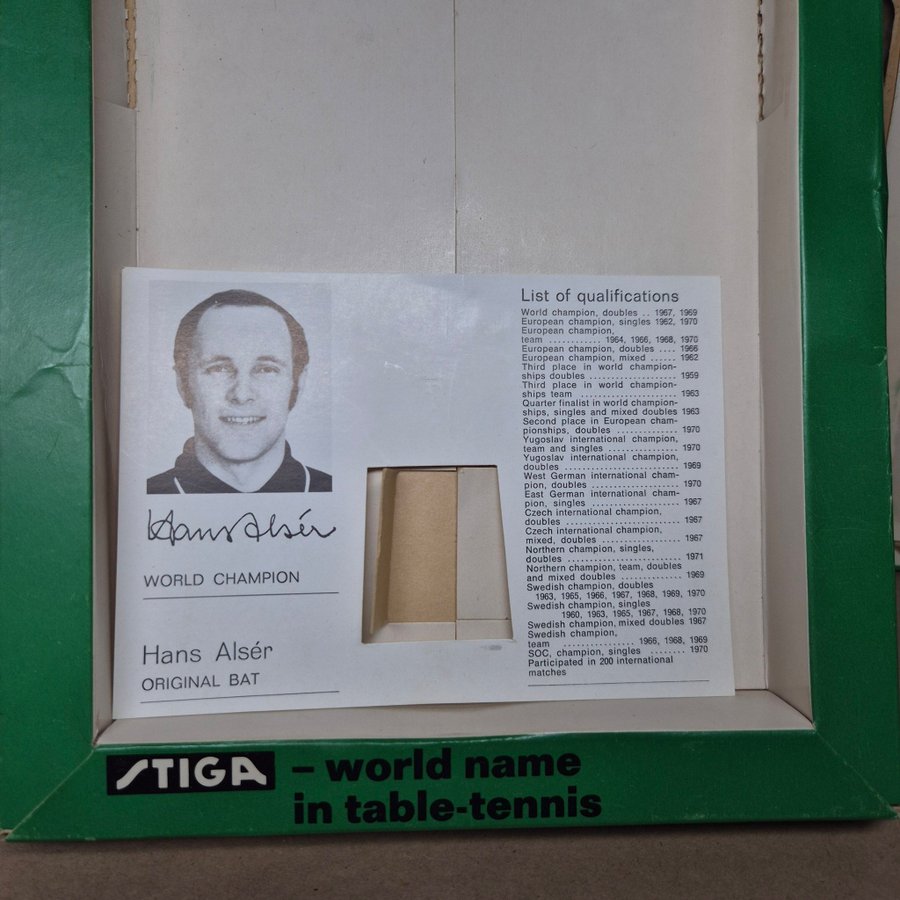 Hans Alsér
WORLD CHAMPION
Hans Alsér
ORIGINAL BAT
List of qualifications
World champion, doubles .. 1967, 1969
European champion, singles 1962, 1970
European champion,
team ............ 1964, 1966, 1968, 1970
European champion, doubles .... 1966
European champion, mixed ...... 1962
Third place in world champion-
ships doubles .................... 1959
Third place in world champion-
ships team ...................... 1963
Quarter finalist in world champion-
ships, singles and mixed doubles 1963
Second place in European cham-
pionships, doubles .............. 1970
Yugoslav international champion,
team and singles ................ 1970
Yugoslav international champion,
doubles .......................... 1969
West German international cham-
pion, doubles .................... 1970
East German international cham-
pion, singles .................... 1967
Czech international champion,
doubles .......................... 1967
Czech international champion,
mixed, doubles .................. 1967
Northern champion, singles,
doubles .......................... 1971
Northern champion, team, doubles
and mixed doubles .............. 1969
Swedish champion, doubles
1963, 1965, 1966, 1967, 1968, 1969, 1970
Swedish champion, singles
1960, 1963, 1965, 1967, 1968, 1970
Swedish champion, mixed doubles 1967
Swedish champion,
team ................ 1966, 1968, 1969
SOC, champion, singles ........ 1970
Participated in 200 international
matches
STIGA – world name
in table-tennis